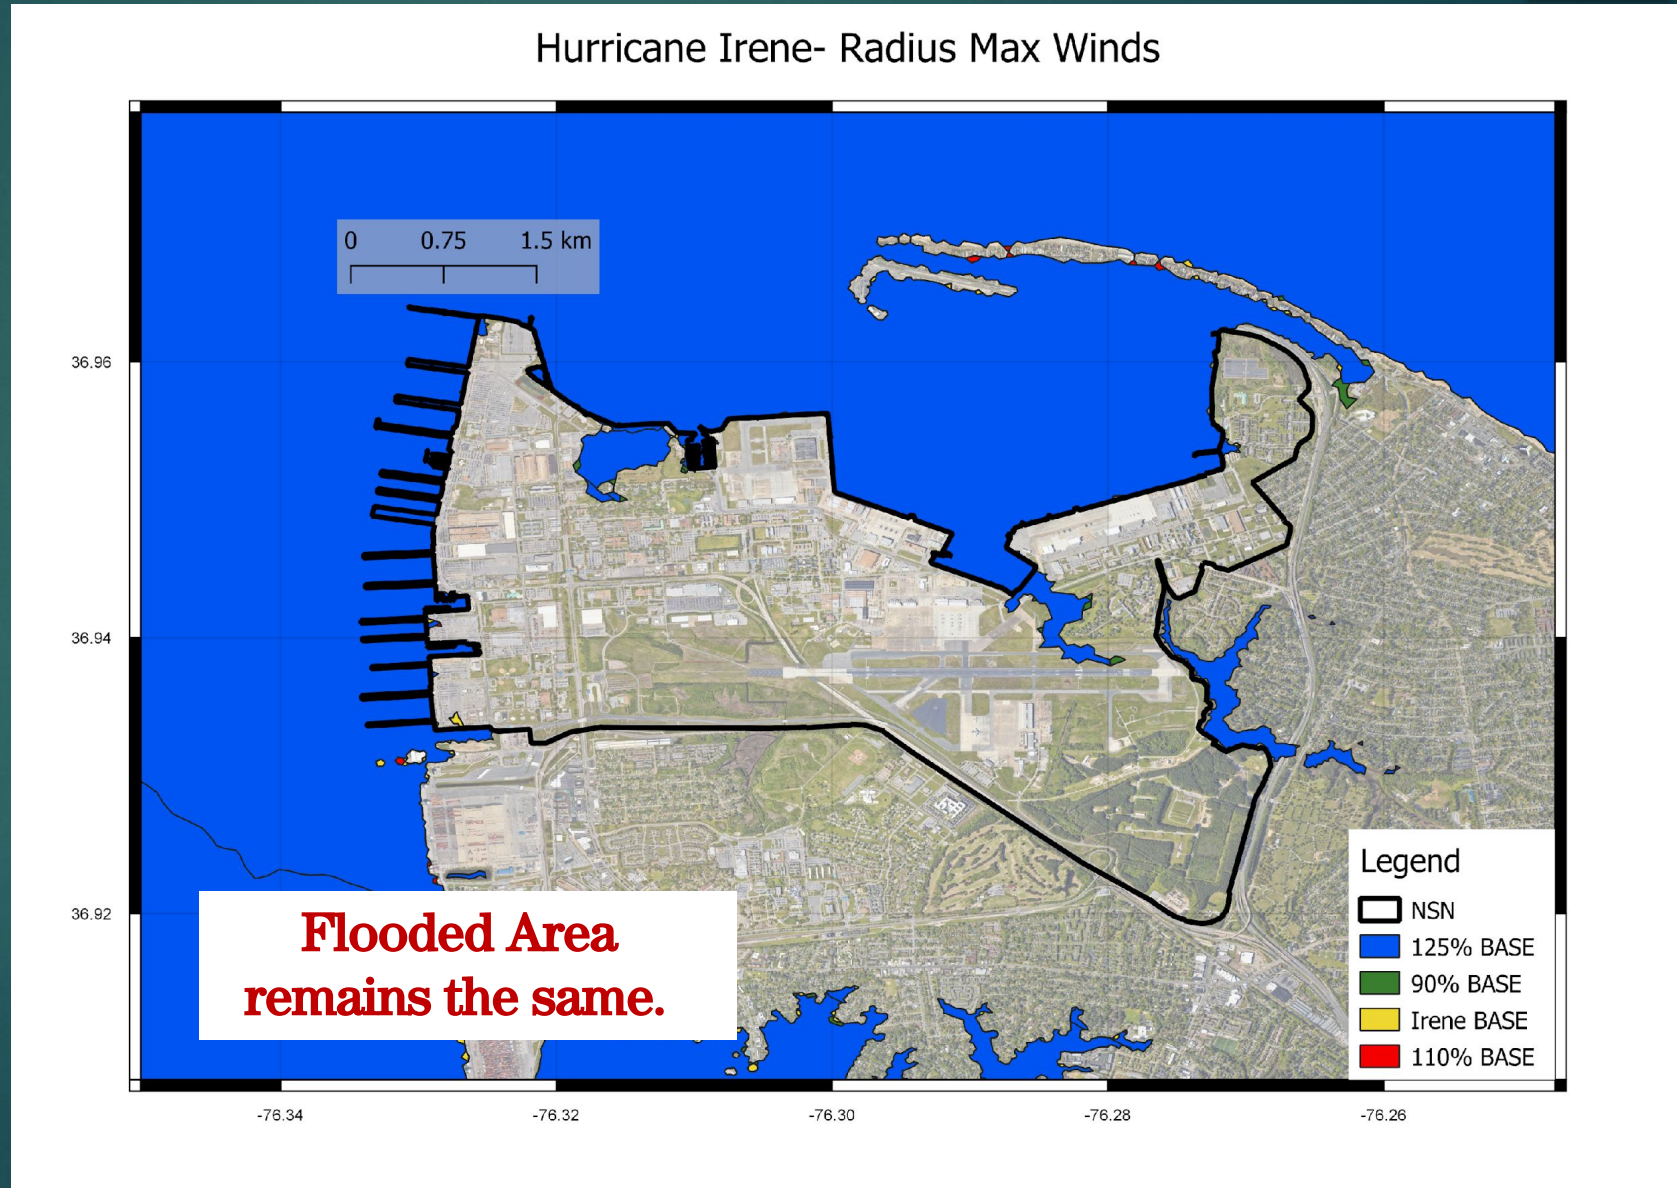 Hurricane Irene- Radius Max Winds
0 0.75 1.5 km
36.96
36.94
36.92
Flooded Area
remains the same.
Legend
NSN
125% BASE
90% BASE
Irene BASE
110% BASE
-76.34 -76.32 -76.30 -76.28 -76.26